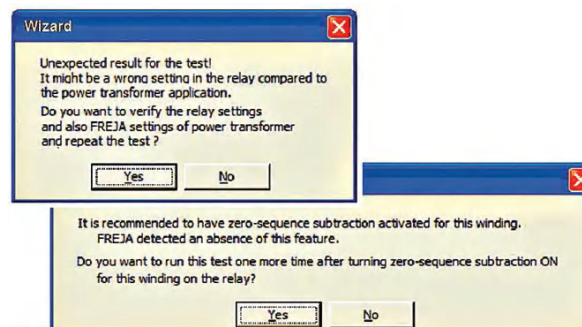 Wizard
Unexpected result for the test!
It might be a wrong setting in the relay compared to
the power transformer application.
Do you want to verify the relay settings
and also FREJA settings of power transformer
and repeat the test ?
Yes No
It is recommended to have zero-sequence subtraction activated for this winding.
FREJA detected an absence of this feature.
Do you want to run this test one more time after turning zero-sequence subtraction ON
for this winding on the relay?
Yes No